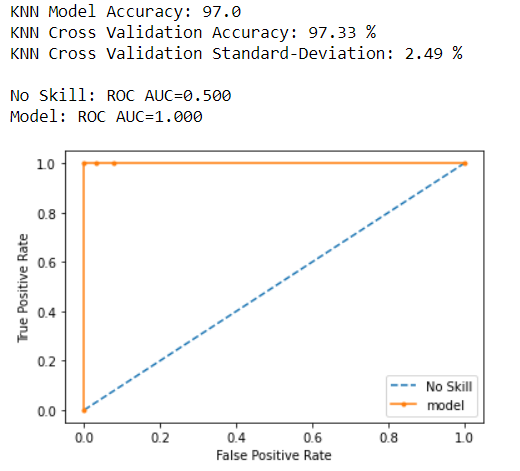 KNN Model Accuracy: 97.0
KNN Cross Validation Accuracy: 97.33 %
KNN Cross Validation Standard-Deviation: 2.49 %
No Skill: ROC AUC=0.500
Model: ROC AUC=1.000
1.0
0.8
0.6
0.4
0.2
0.0
True Positive Rate
No Skill
model
0.0 0.2 0.4 0.6 0.8 1.0
False Positive Rate